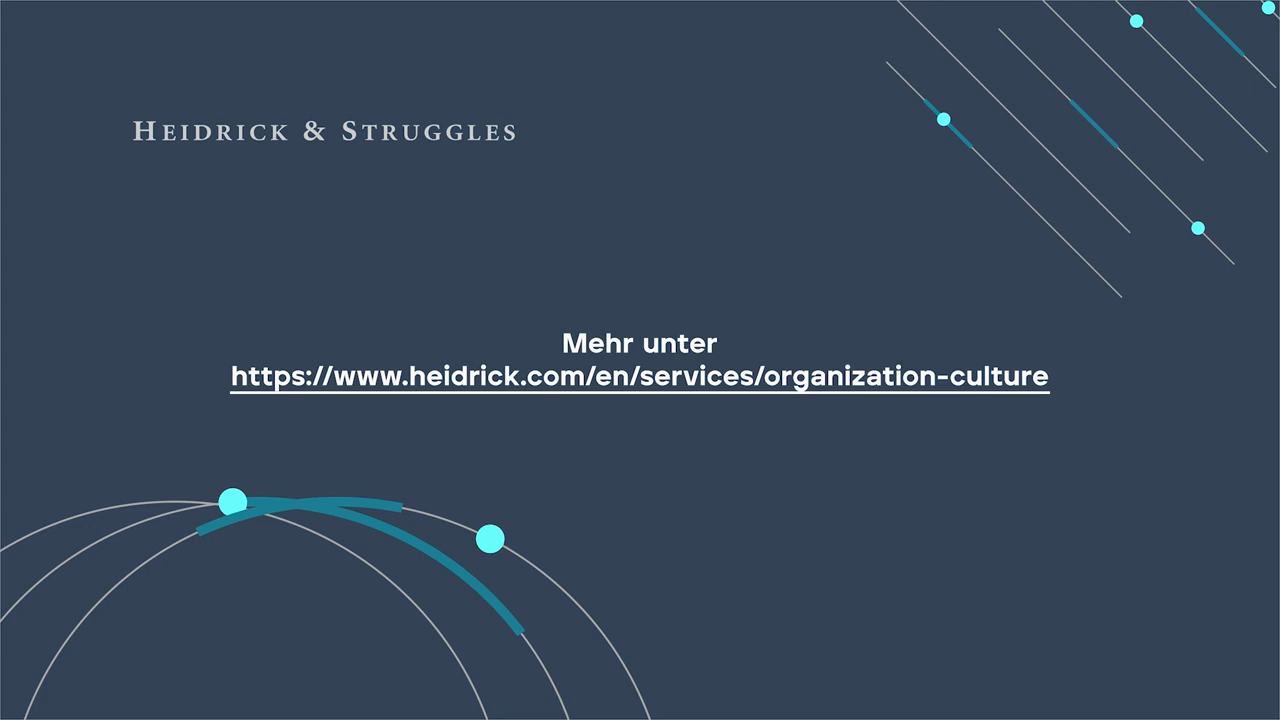 HEIDRICK & STRUGGLES
Mehr unter
https://www.heidrick.com/en/services/organization-culture